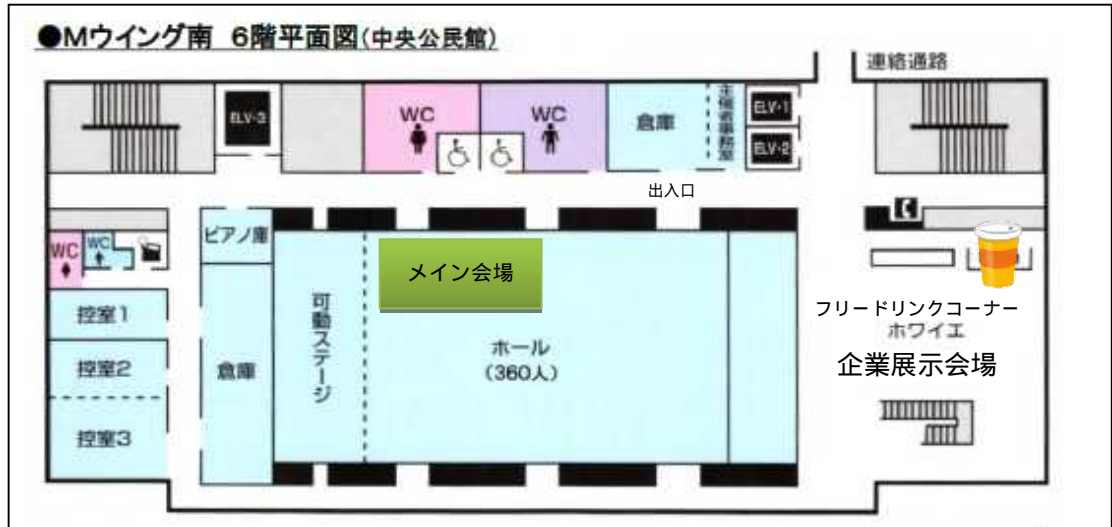 ●Mウイング南 6階平面図(中央公民館)
連絡通路
ELV-3
WC
WC
倉庫
主催者事務室
ELV-1
ELV-2
出入口
ピアノ庫
WC
WC
メイン会場
控室1
可動ステージ
フリードリンクコーナー
ホワイエ
ホール
(360人)
企業展示会場
控室2
倉庫
控室3